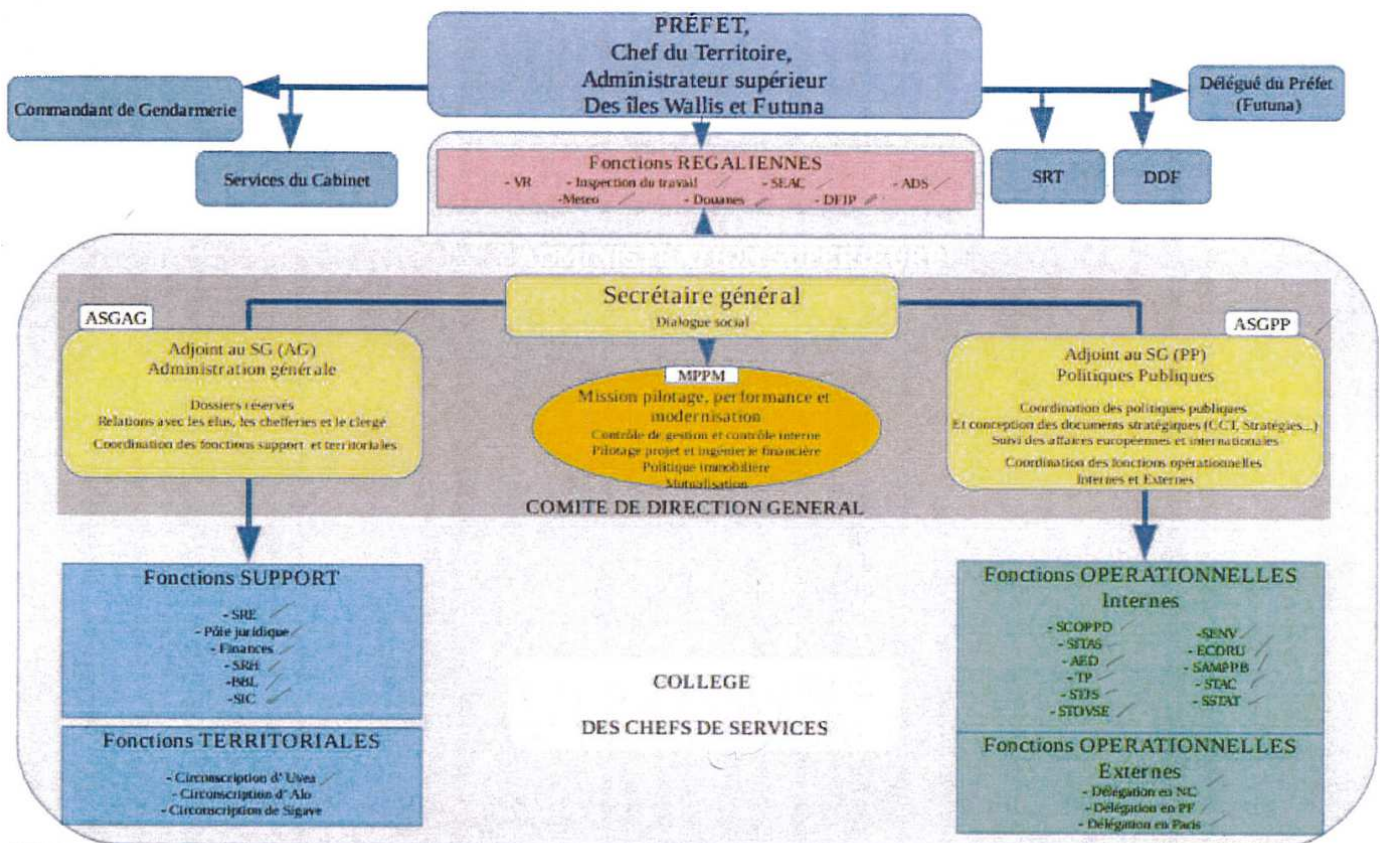 PRÉFET,
Chef du Territoire,
Administrateur supérieur
Des îles Wallis et Futuna
Commandant de Gendarmerie
Services du Cabinet
Délégué du Préfet
(Futuna)
SRT
DDF
Fonctions REGALIENNES
- VR - Inspection du travail - SEAC - ADS
-Meteo - Douanes - DFIP
Secrétaire général
Dialogue social
ASGAG
Adjoint au SG (AG)
Administration générale
Dossiers réservés
Relations avec les élus, les chefferies et le clergé
Coordination des fonctions support et territoriales
MPPM
Mission pilotage, performance et
modernisation
Contrôle de gestion et contrôle interne
Pilotage projet et ingénierie financière
Politique immobilière
Mutualisation
ASGPP
Adjoint au SG (PP)
Politiques Publiques
Coordination des politiques publiques
Et conception des documents stratégiques (CCT, Stratégies...)
Suivi des affaires européennes et internationales
Coordination des fonctions opérationnelles
Internes et Externes
COMITE DE DIRECTION GENERAL
Fonctions SUPPORT
- SRE
- Pôle juridique
- Finances
- SRH
- BBL
- SIC
Fonctions TERRITORIALES
- Circonscription d' Uvea
- Circonscription d' Alo
- Circonscription de Sigave
COLLEGE
DES CHEFS DE SERVICES
Fonctions OPERATIONNELLES
Internes
- SCOPPD
- SITAS
- AED
- TP
- STJS
- STOVSE
-SENV
- ECDRU
- SAMPPB
- STAC
- SSTAT
Fonctions OPERATIONNELLES
Externes
- Délégation en NC
- Délégation en PF
- Délégation en Paris